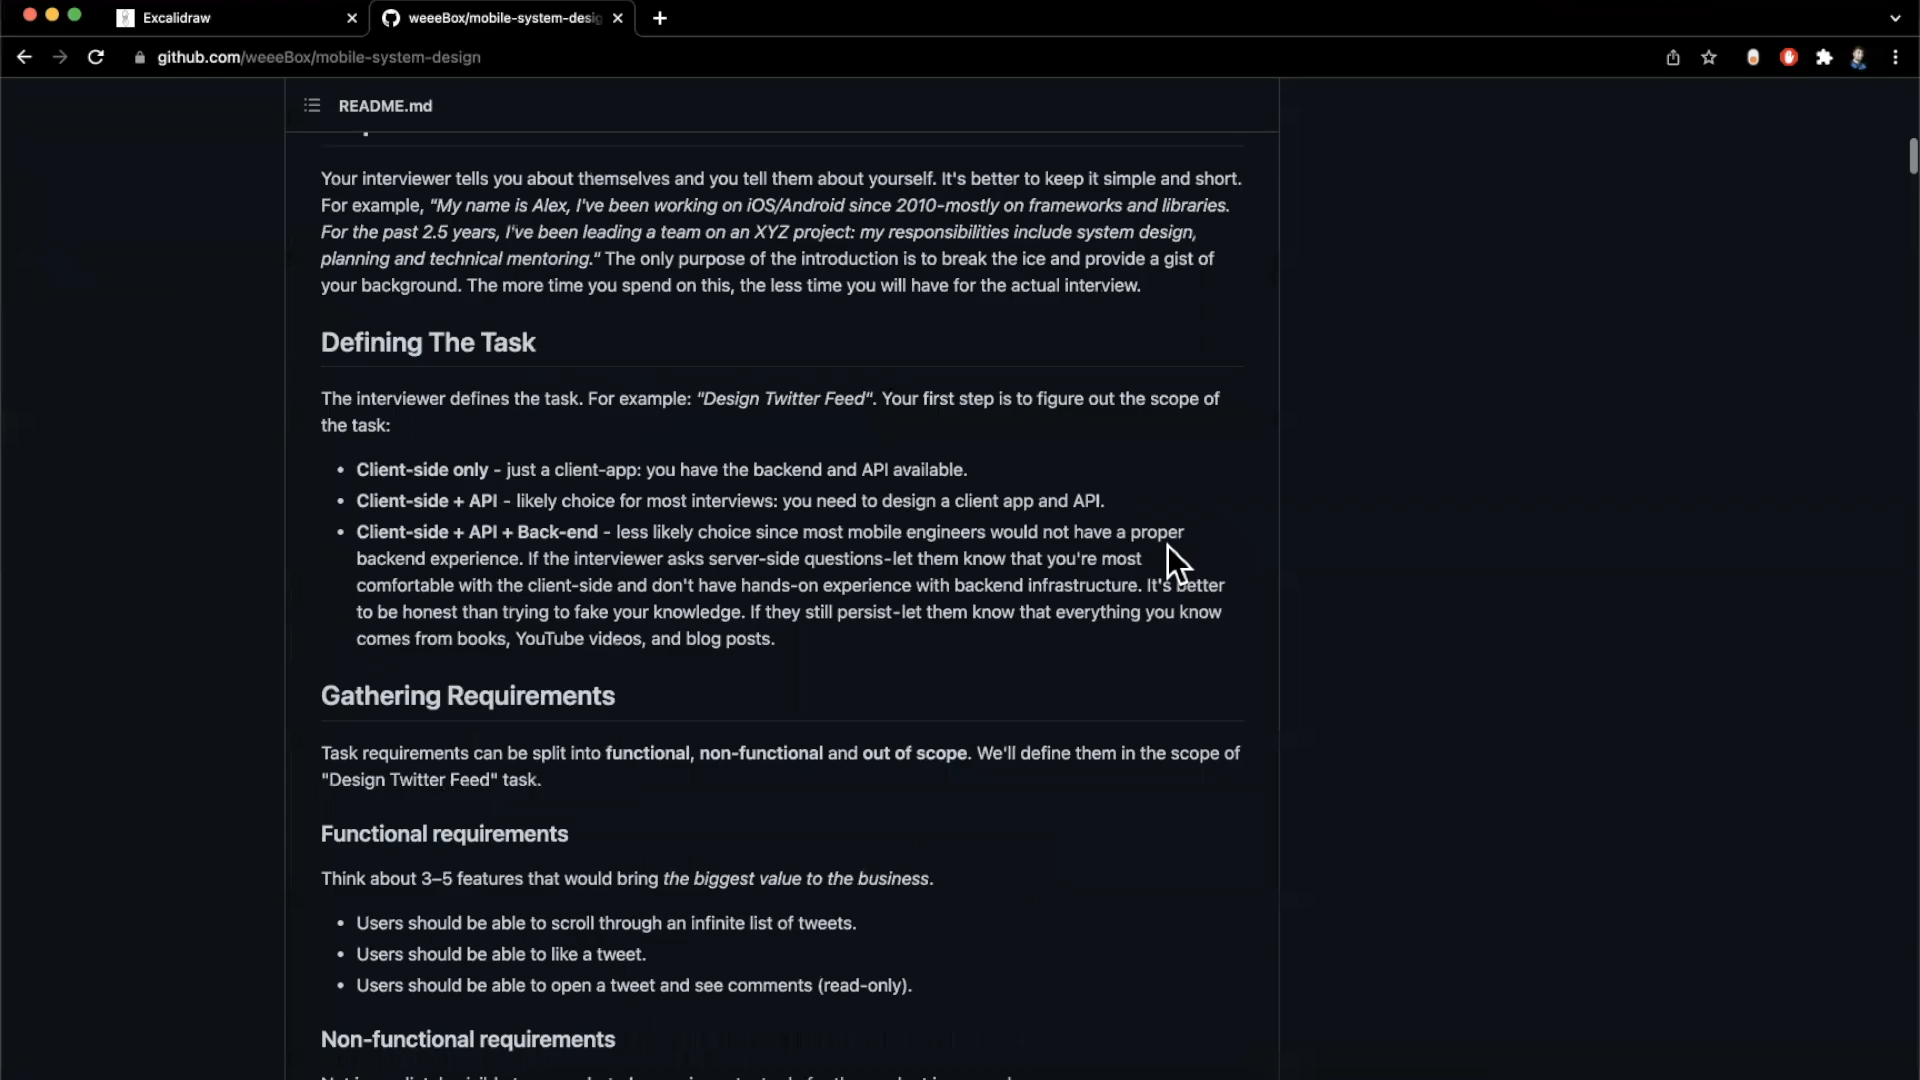 Excalidraw
weeeBox/mobile-system-desig
github.com/weeeBox/mobile-system-design
README.md
Your interviewer tells you about themselves and you tell them about yourself. It's better to keep it simple and short.
For example, "My name is Alex, I've been working on iOS/Android since 2010-mostly on frameworks and libraries.
For the past 2.5 years, I've been leading a team on an XYZ project: my responsibilities include system design,
planning and technical mentoring." The only purpose of the introduction is to break the ice and provide a gist of
your background. The more time you spend on this, the less time you will have for the actual interview.
Defining The Task
The interviewer defines the task. For example: "Design Twitter Feed". Your first step is to figure out the scope of
the task:
• Client-side only - just a client-app: you have the backend and API available.
• Client-side + API - likely choice for most interviews: you need to design a client app and API.
• Client-side + API + Back-end - less likely choice since most mobile engineers would not have a proper
backend experience. If the interviewer asks server-side questions-let them know that you're most
comfortable with the client-side and don't have hands-on experience with backend infrastructure. It's better
to be honest than trying to fake your knowledge. If they still persist-let them know that everything you know
comes from books, YouTube videos, and blog posts.
Gathering Requirements
Task requirements can be split into functional, non-functional and out of scope. We'll define them in the scope of
"Design Twitter Feed" task.
Functional requirements
Think about 3–5 features that would bring the biggest value to the business.
• Users should be able to scroll through an infinite list of tweets.
• Users should be able to like a tweet.
• Users should be able to open a tweet and see comments (read-only).
Non-functional requirements